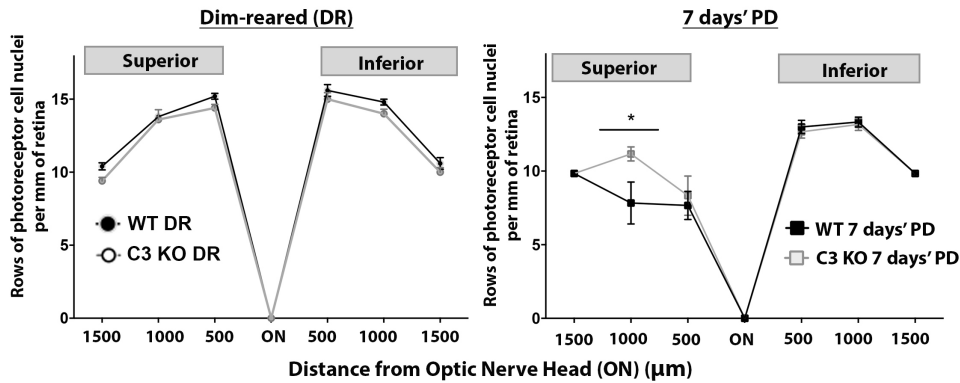 Dim-reared (DR)
Rows of photoreceptor cell nuclei
per mm of retina
Superior
Inferior
15
10
5
0
WT DR
C3 KO DR
1500 1000 500 ON 500 1000 1500
7 days’ PD
Rows of photoreceptor cell nuclei
per mm of retina
Superior
Inferior
*
15
10
5
0
WT 7 days’ PD
C3 KO 7 days’ PD
1500 1000 500 ON 500 1000 1500
Distance from Optic Nerve Head (ON) (μm)